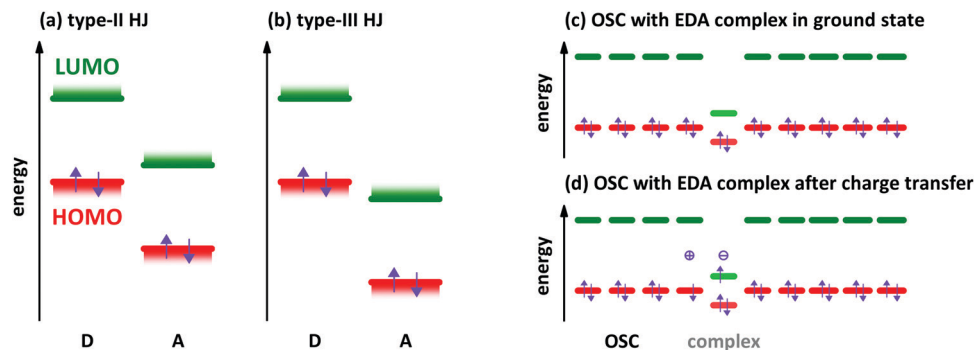 (a) type-II HJ
(b) type-III HJ
(c) OSC with EDA complex in ground state
LUMO
HOMO
energy
D
A
energy
D
A
energy
(d) OSC with EDA complex after charge transfer
energy
⊕ ⊖
OSC
complex